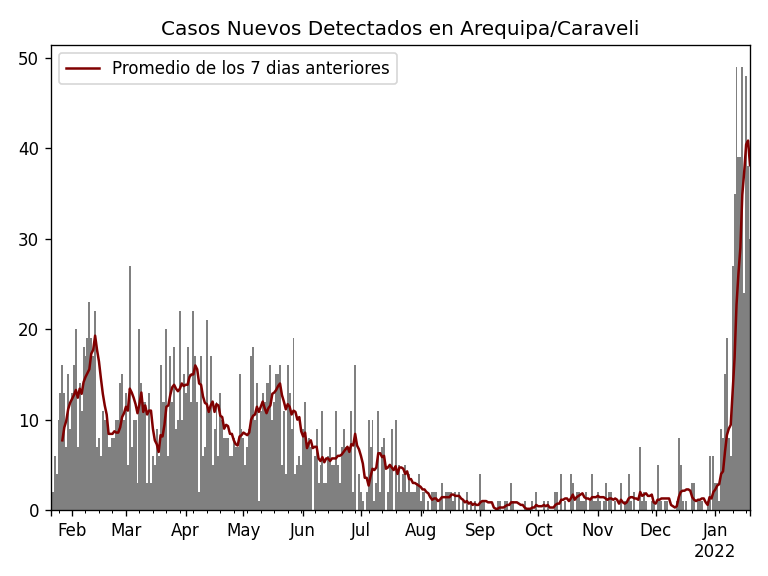 Casos Nuevos Detectados en Arequipa/Caraveli
Promedio de los 7 dias anteriores
50
40
30
20
10
0
Feb Mar Apr May Jun Jul Aug Sep Oct Nov Dec Jan
2022